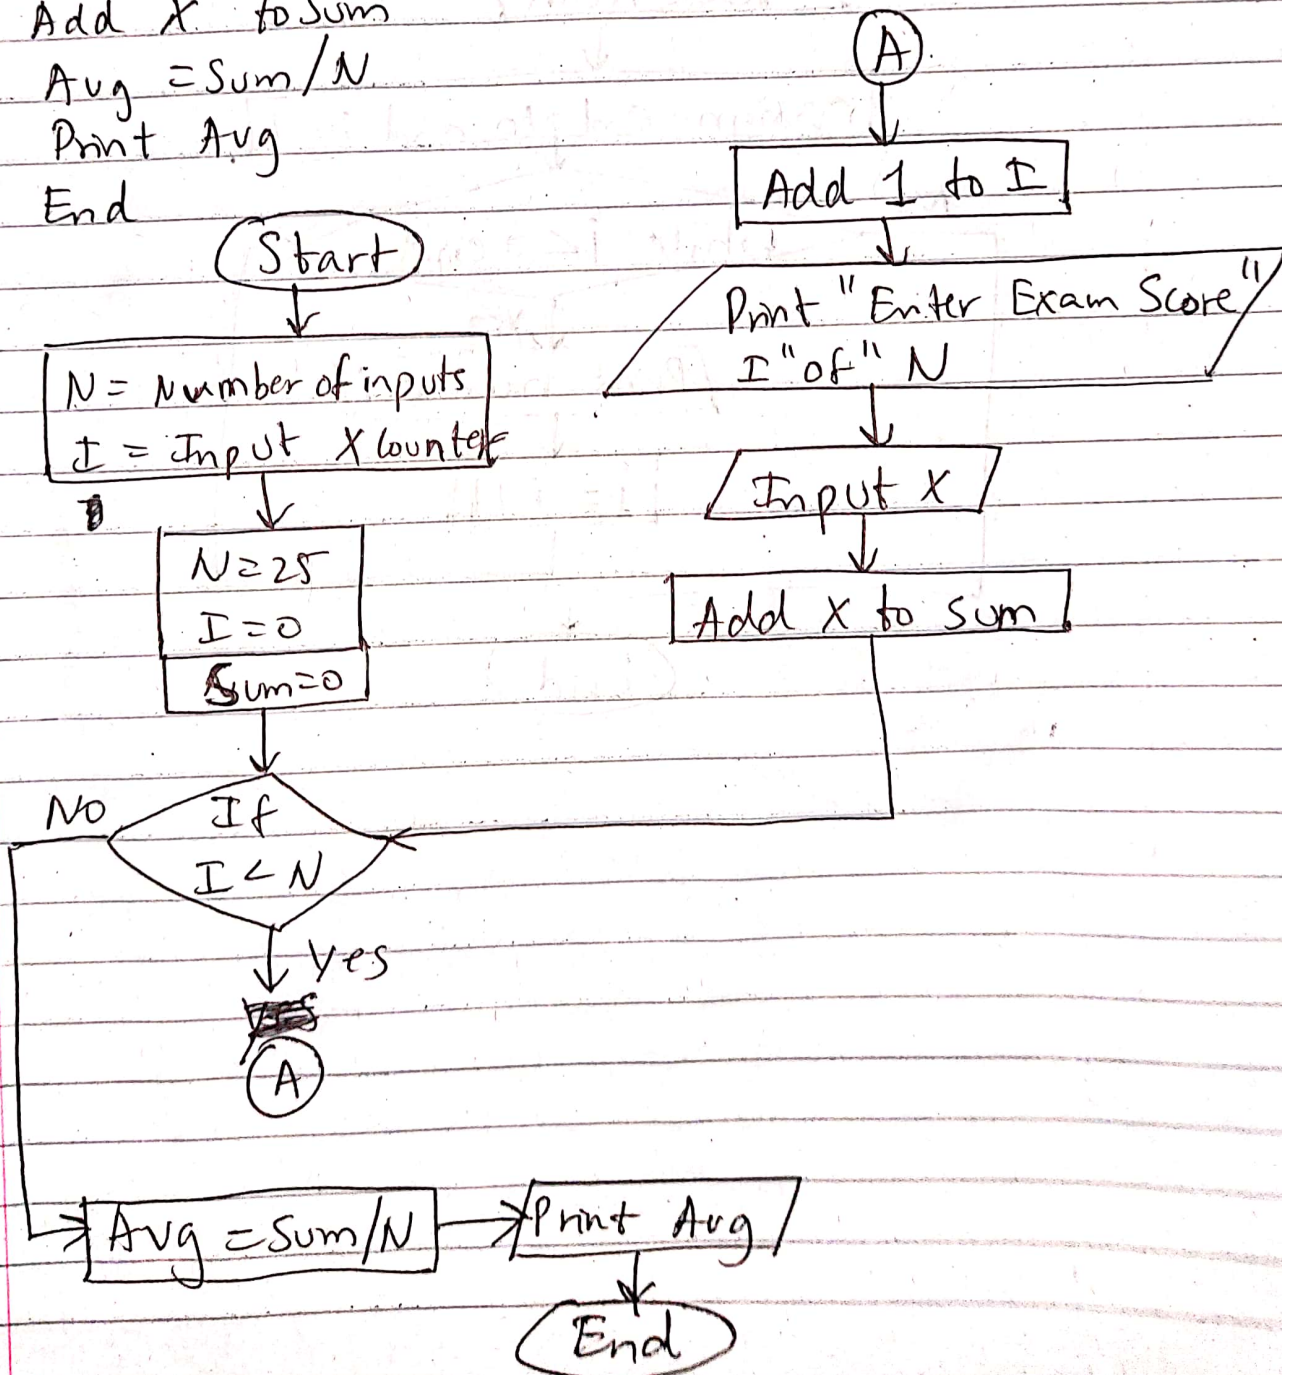 Add X to Sum
Avg = Sum/N
Print Avg
End
Start
N = Number of inputs
I = Input X Counter
N=25
I=0
Sum=0
If
I < N
No
Yes
A
Avg = Sum/N
Print Avg
End
A
Add 1 to I
Print "Enter Exam Score"
I "of" N
Input X
Add X to sum